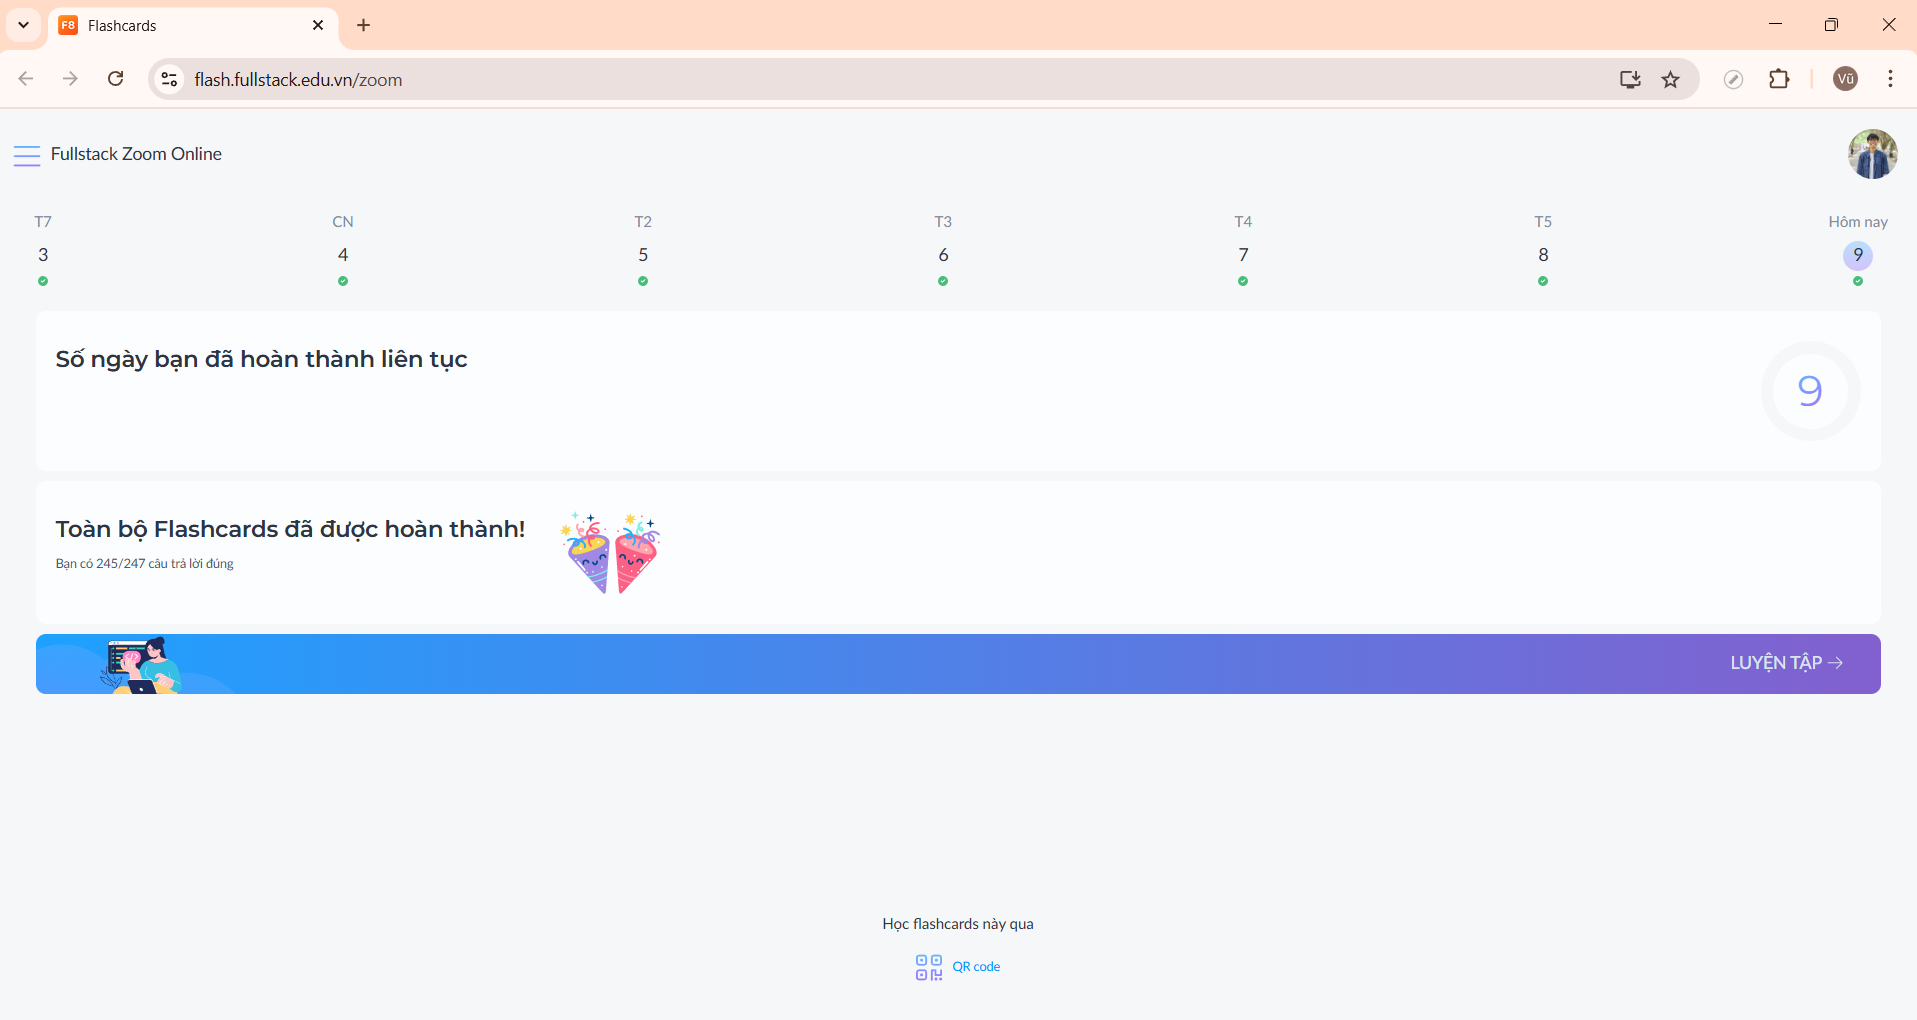 F8 Flashcards
flash.fullstack.edu.vn/zoom
Vũ
Fullstack Zoom Online
T7 CN T2 T3 T4 T5 Hôm nay
3 4 5 6 7 8 9
Số ngày bạn đã hoàn thành liên tục
9
Toàn bộ Flashcards đã được hoàn thành!
Bạn có 245/247 câu trả lời đúng
LUYỆN TẬP
Học flashcards này qua
QR code